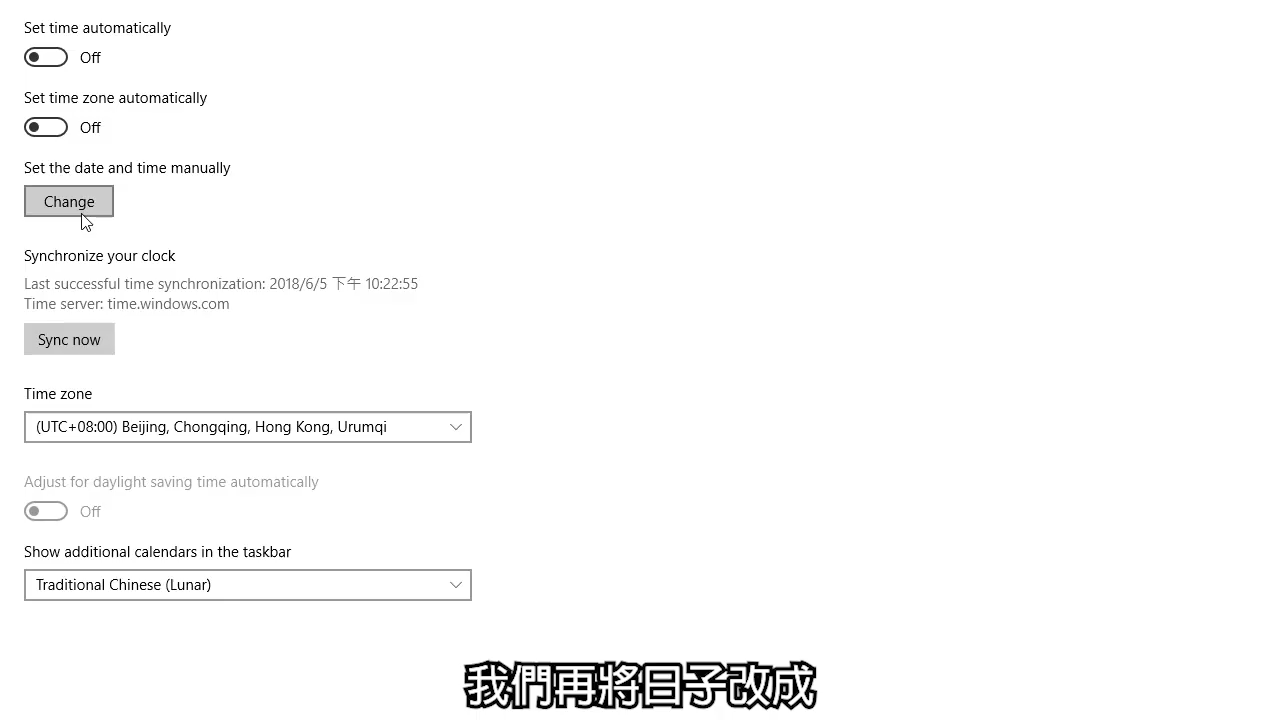 Set time automatically
Off
Set time zone automatically
Off
Set the date and time manually
Change
Synchronize your clock
Last successful time synchronization: 2018/6/5 下午 10:22:55
Time server: time.windows.com
Sync now
Time zone
(UTC+08:00) Beijing, Chongqing, Hong Kong, Urumqi
Adjust for daylight saving time automatically
Off
Show additional calendars in the taskbar
Traditional Chinese (Lunar)
我們再將日子改成